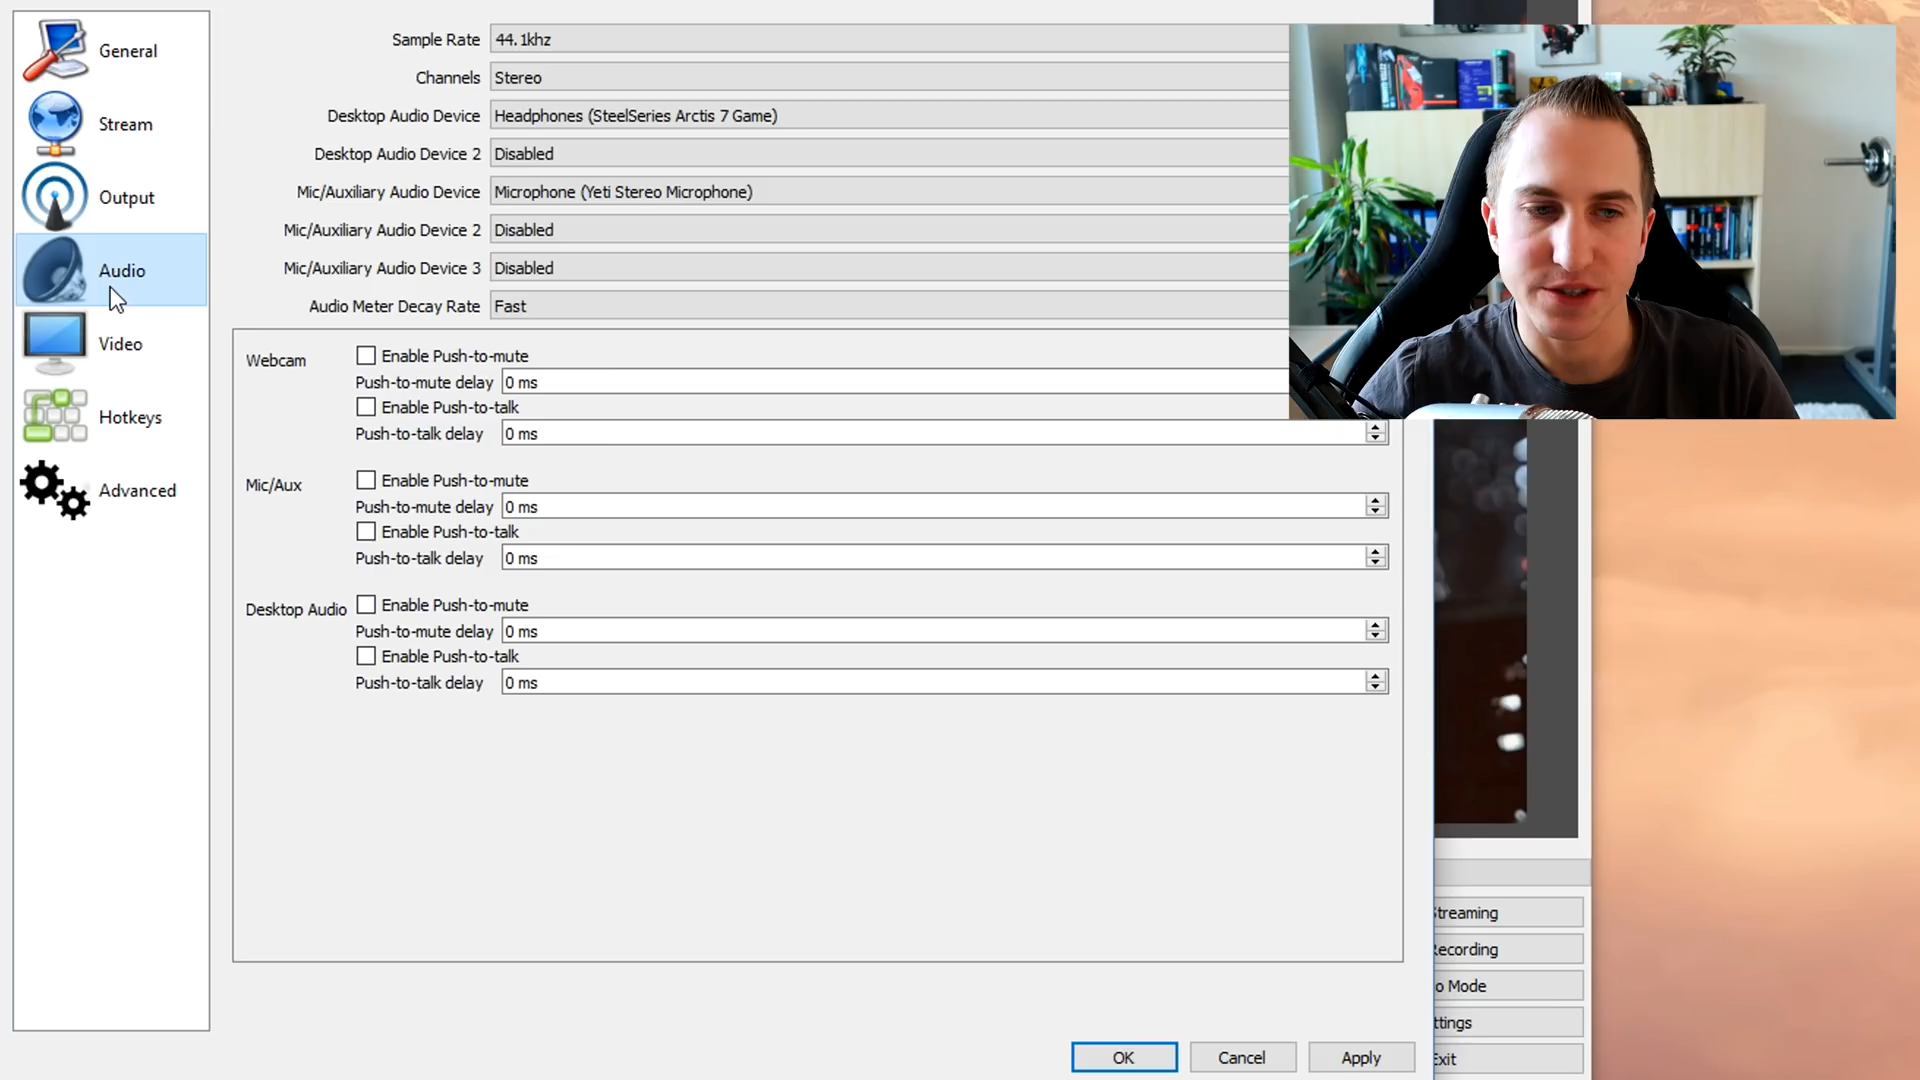 General
Stream
Output
Audio
Video
Hotkeys
Advanced
Sample Rate 44.1khz
Channels Stereo
Desktop Audio Device Headphones (SteelSeries Arctis 7 Game)
Desktop Audio Device 2 Disabled
Mic/Auxiliary Audio Device Microphone (Yeti Stereo Microphone)
Mic/Auxiliary Audio Device 2 Disabled
Mic/Auxiliary Audio Device 3 Disabled
Audio Meter Decay Rate Fast
Webcam Enable Push-to-mute
Push-to-mute delay 0 ms
Enable Push-to-talk
Push-to-talk delay 0 ms
Mic/Aux Enable Push-to-mute
Push-to-mute delay 0 ms
Enable Push-to-talk
Push-to-talk delay 0 ms
Desktop Audio Enable Push-to-mute
Push-to-mute delay 0 ms
Enable Push-to-talk
Push-to-talk delay 0 ms
Streaming
Recording
o Mode
ttings
Exit
OK Cancel Apply